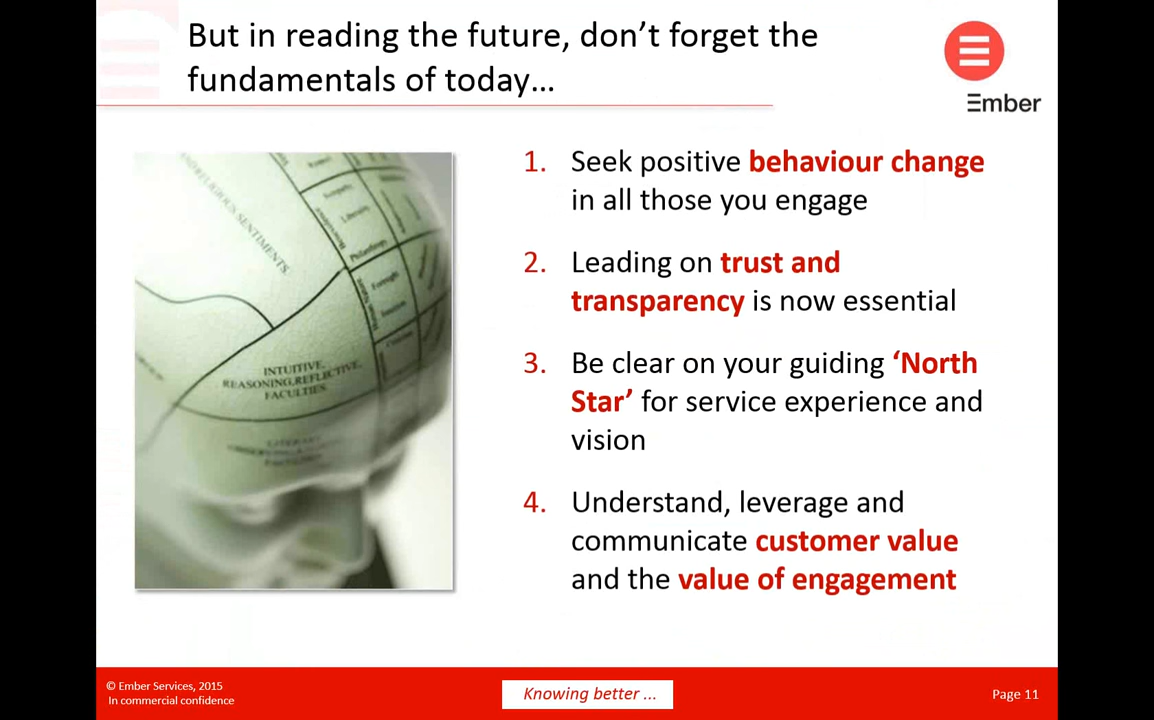 But in reading the future, don’t forget the
fundamentals of today…
Ember
1. Seek positive behaviour change
in all those you engage
2. Leading on trust and
transparency is now essential
3. Be clear on your guiding ‘North
Star’ for service experience and
vision
4. Understand, leverage and
communicate customer value
and the value of engagement
SENTIMENTS.
INTUITIVE.
REASONING,REFLECTIVE.
FACULTIES
© Ember Services, 2015
In commercial confidence
Knowing better ...
Page 11